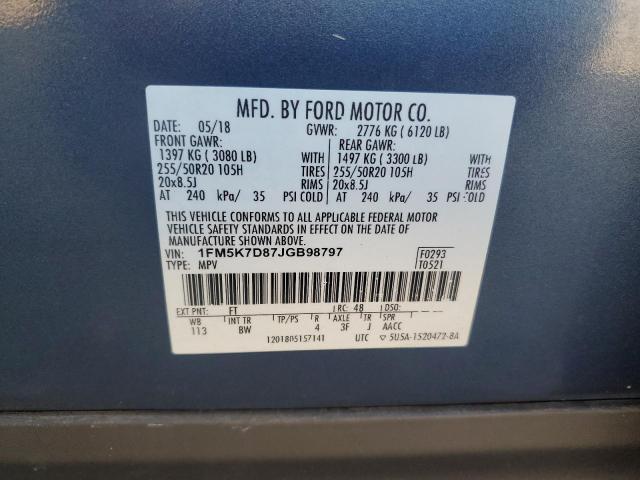 MFD. BY FORD MOTOR CO.
DATE: 05/18 GVWR: 2776 KG ( 6120 LB)
FRONT GAWR: REAR GAWR:
1397 KG ( 3080 LB) WITH 1497 KG ( 3300 LB) WITH
255/50R20 105H TIRES 255/50R20 105H TIRES
20x8.5J RIMS 20x8.5J RIMS
AT 240 kPa/ 35 PSI COLD AT 240 kPa/ 35 PSI COLD
THIS VEHICLE CONFORMS TO ALL APPLICABLE FEDERAL MOTOR
VEHICLE SAFETY STANDARDS IN EFFECT ON THE DATE OF
MANUFACTURE SHOWN ABOVE.
VIN: 1FM5K7D87JGB98797 F0293
TYPE: MPV T0521
EXT PNT: FT RC: 48 DSO:
WB INT TR TP/PS R AXLE TR SPR
113 BW 4 3F J AACC
1201805157141 UTC ▽ 5U5A-1520472-BA